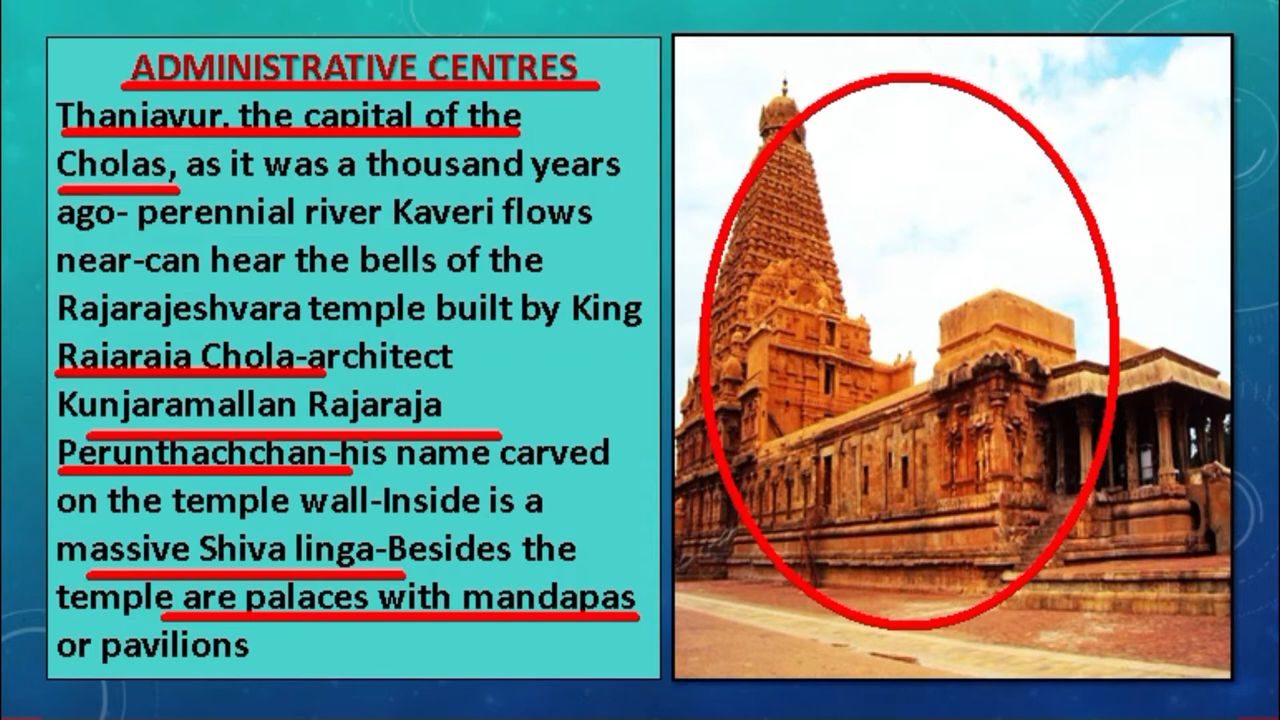 ADMINISTRATIVE CENTRES
Thanjavur, the capital of the
Cholas, as it was a thousand years
ago- perennial river Kaveri flows
near-can hear the bells of the
Rajarajeshvara temple built by King
Rajaraja Chola-architect
Kunjaramallan Rajaraja
Perunthachchan-his name carved
on the temple wall-Inside is a
massive Shiva linga-Besides the
temple are palaces with mandapas
or pavilions